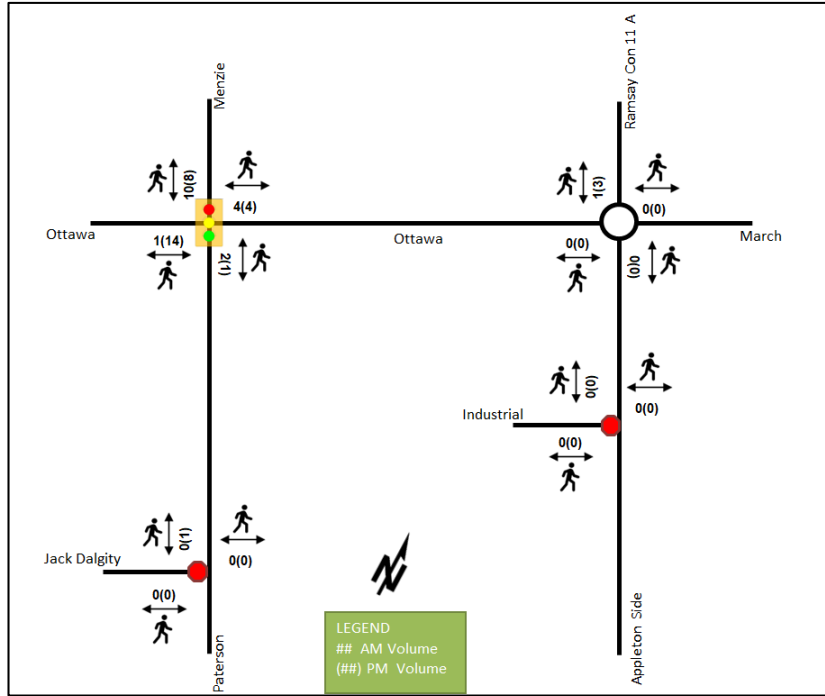 Menzie
Ramsay Con 11 A
10(8)
4(4)
1(3)
0(0)
Ottawa
Ottawa
March
1(14)
2(1)
0(0)
0(0)
0(0)
0(0)
Industrial
0(0)
0(0)
0(1)
Jack Dalgity
0(0)
0(0)
N
Paterson
Appleton Side
LEGEND
## AM Volume
(##) PM Volume